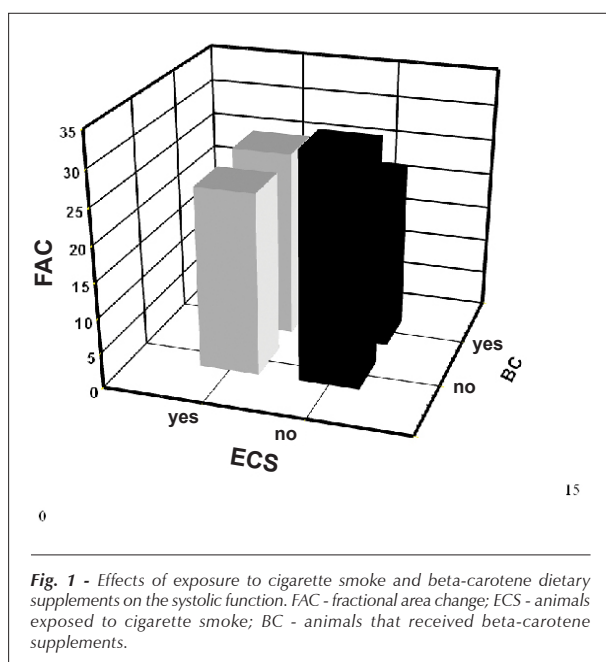 35
30
25
20
15
10
5
0
FAC
yes
no
ECS
yes
no
BC
15
0
Fig. 1 - Effects of exposure to cigarette smoke and beta-carotene dietary
supplements on the systolic function. FAC - fractional area change; ECS - animals
exposed to cigarette smoke; BC - animals that received beta-carotene
supplements.